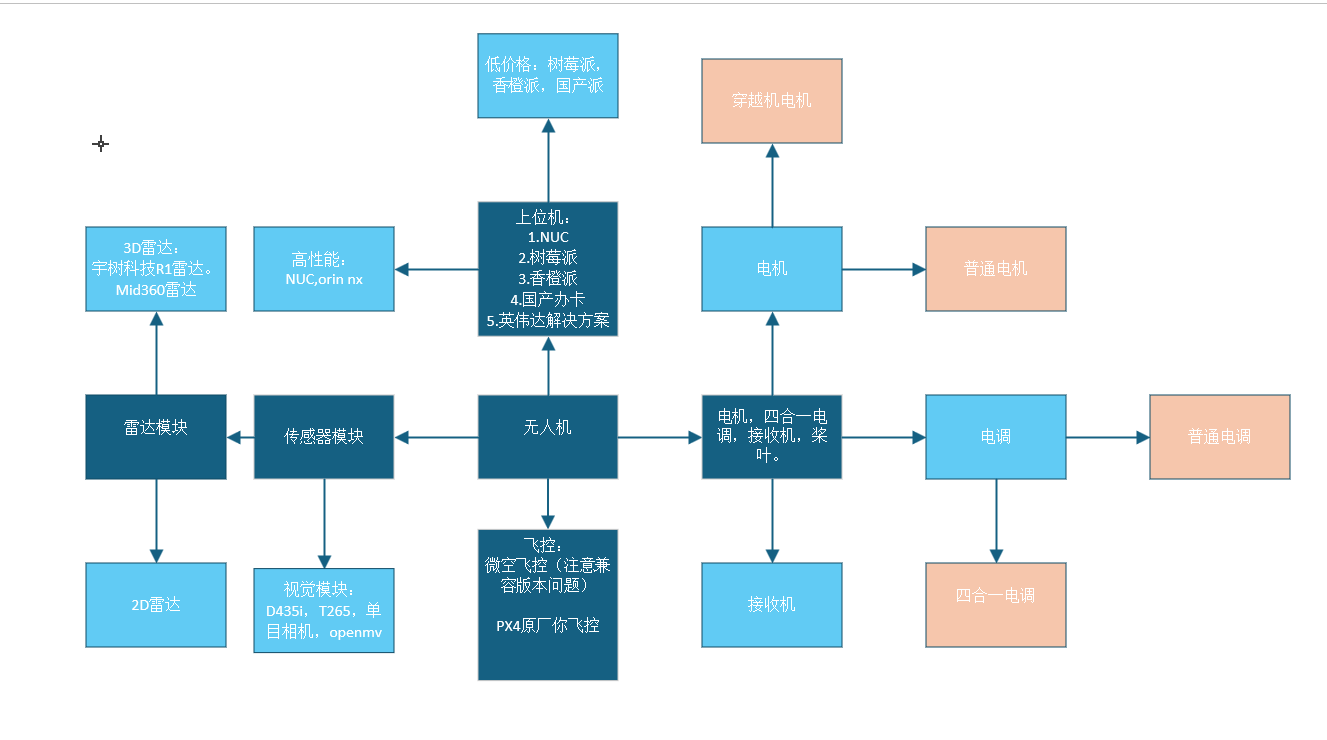 低价格：树莓派，
香橙派，国产派
穿越机电机
上位机：
1.NUC
2.树莓派
3.香橙派
4.国产办卡
5.英伟达解决方案
3D雷达：
宇树科技R1雷达。
Mid360雷达
高性能：
NUC,orin nx
电机
普通电机
雷达模块
传感器模块
无人机
电机，四合一电
调，接收机，桨
叶。
电调
普通电调
飞控：
微空飞控（注意兼
容版本问题）
PX4原厂你飞控
2D雷达
视觉模块：
D435i，T265，单
目相机，openmv
接收机
四合一电调